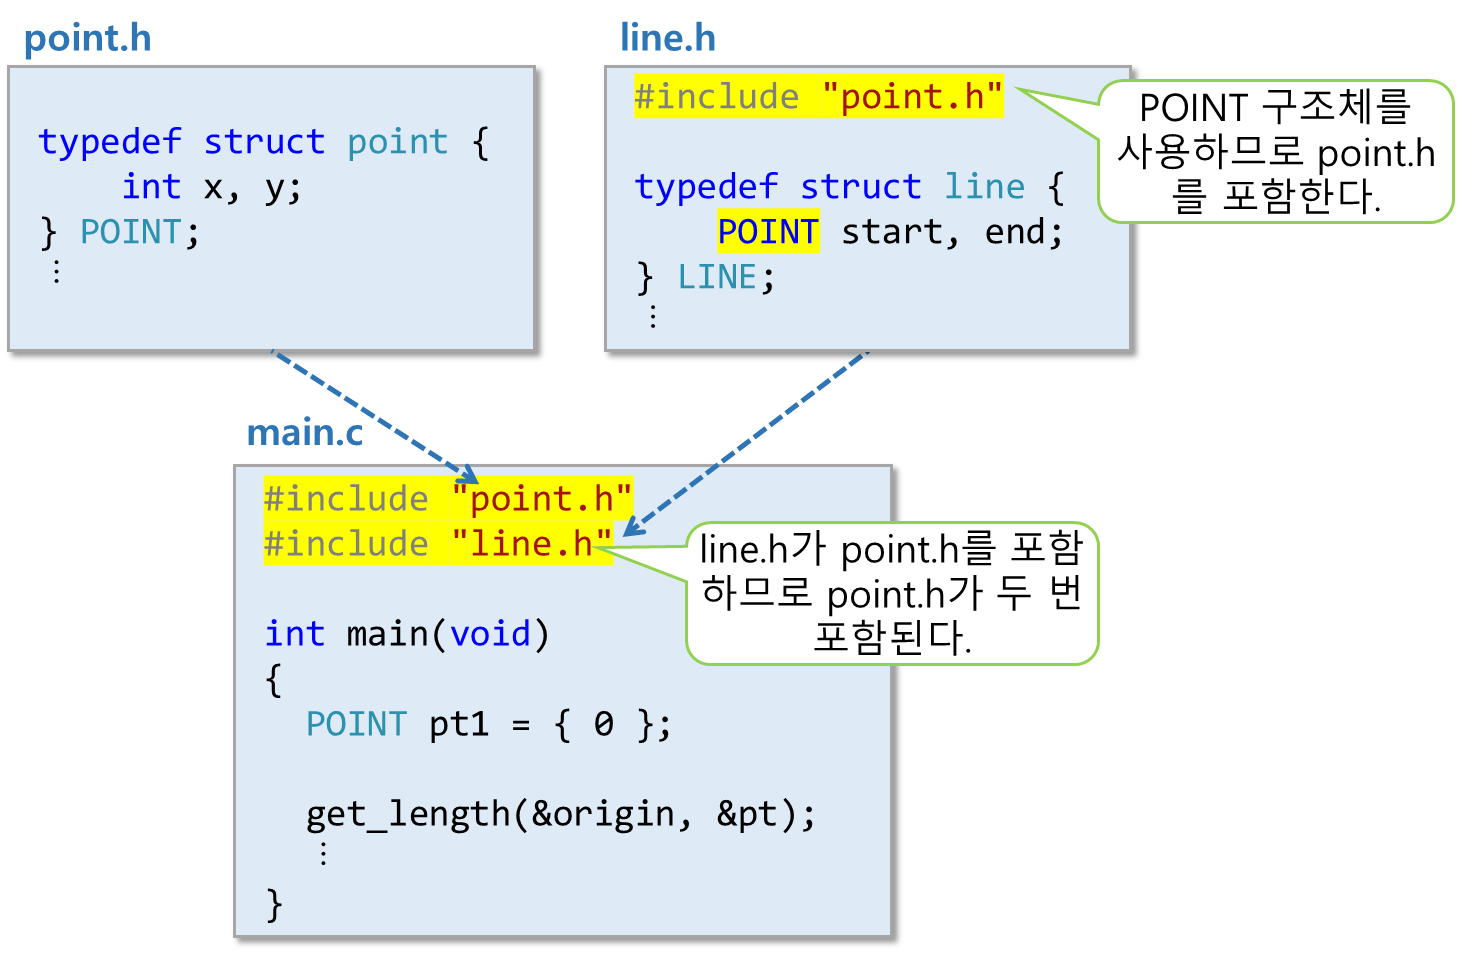 point.h
typedef struct point {
    int x, y;
} POINT;
⋮
line.h
#include "point.h"
typedef struct line {
    POINT start, end;
} LINE;
⋮
POINT 구조체를
사용하므로 point.h
를 포함한다.
main.c
#include "point.h"
#include "line.h"
int main(void)
{
  POINT pt1 = { 0 };
  get_length(&origin, &pt);
  ⋮
}
line.h가 point.h를 포함
하므로 point.h가 두 번
포함된다.